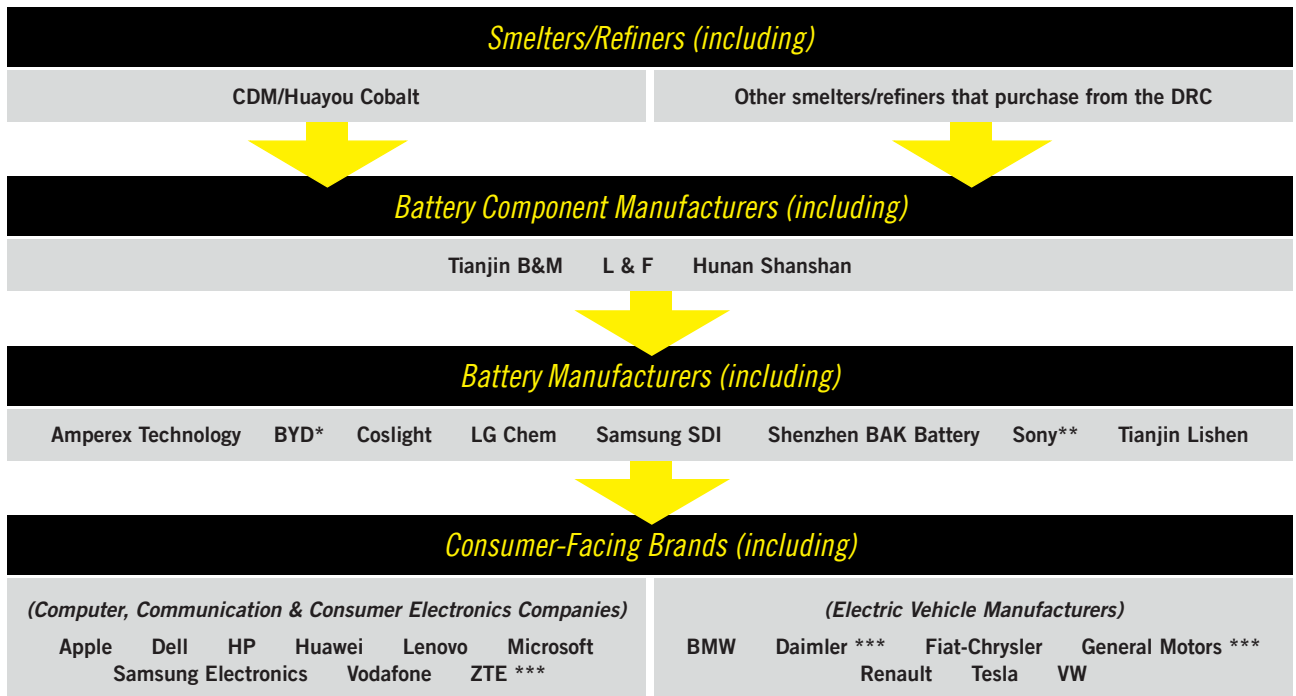 Smelters/Refiners (including)
CDM/Huayou Cobalt
Other smelters/refiners that purchase from the DRC
Battery Component Manufacturers (including)
Tianjin B&M L & F Hunan Shanshan
Battery Manufacturers (including)
Amperex Technology BYD* Coslight LG Chem Samsung SDI Shenzhen BAK Battery Sony** Tianjin Lishen
Consumer-Facing Brands (including)
(Computer, Communication & Consumer Electronics Companies)
Apple Dell HP Huawei Lenovo Microsoft
Samsung Electronics Vodafone ZTE ***
(Electric Vehicle Manufacturers)
BMW Daimler *** Fiat-Chrysler General Motors ***
Renault Tesla VW